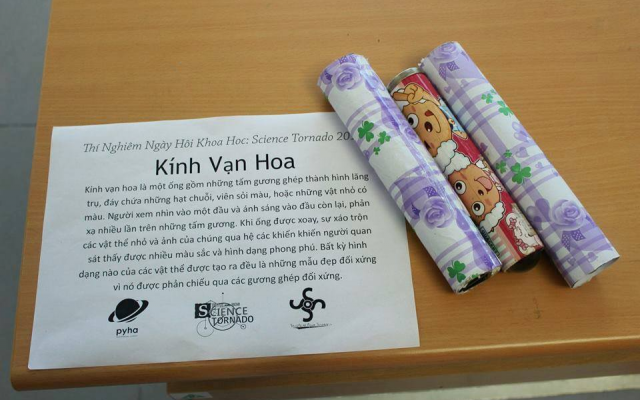 Thí Nghiệm Ngày Hội Khoa Học: Science Tornado 20
Kính Vạn Hoa
Kính vạn hoa là một ống gồm những tấm gương ghép thành hình lăng
trụ, đáy chứa những hạt chuỗi, viên sỏi màu, hoặc những vật nhỏ có
màu. Người xem nhìn vào một đầu và ánh sáng vào đầu còn lại, phản
xạ nhiều lần trên những tấm gương. Khi ống được xoay, sự xáo trộn
các vật thể nhỏ và ảnh của chúng qua hệ các khiến khiến người quan
sát thấy được nhiều màu sắc và hình dạng phong phú. Bất kỳ hình
dạng nào của các vật thể được tạo ra đều là những mẫu đẹp đối xứng
vì nó được phản chiếu qua các gương ghép đối xứng.
pyha
SCIENCE
TORNADO